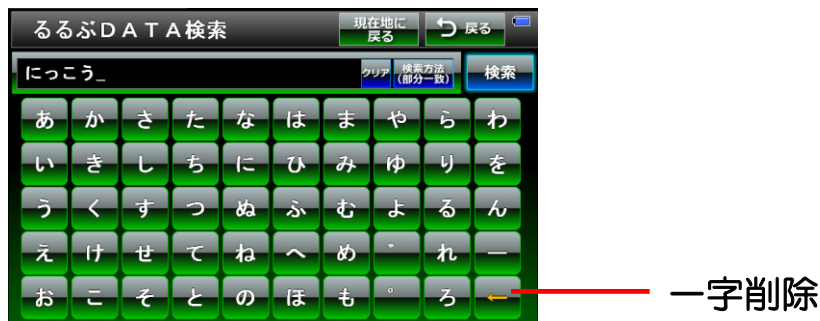 るるぶＤＡＴＡ検索
現在地に
戻る
戻る
にっこう_
クリア
検索方法
(部分一致)
検索
あ か さ た な は ま や ら わ
い き し ち に ひ み ゆ り を
う く す つ ぬ ふ む よ る ん
え け せ て ね へ め ゛ れ ー
お こ そ と の ほ も ゜ ろ ←
一字削除